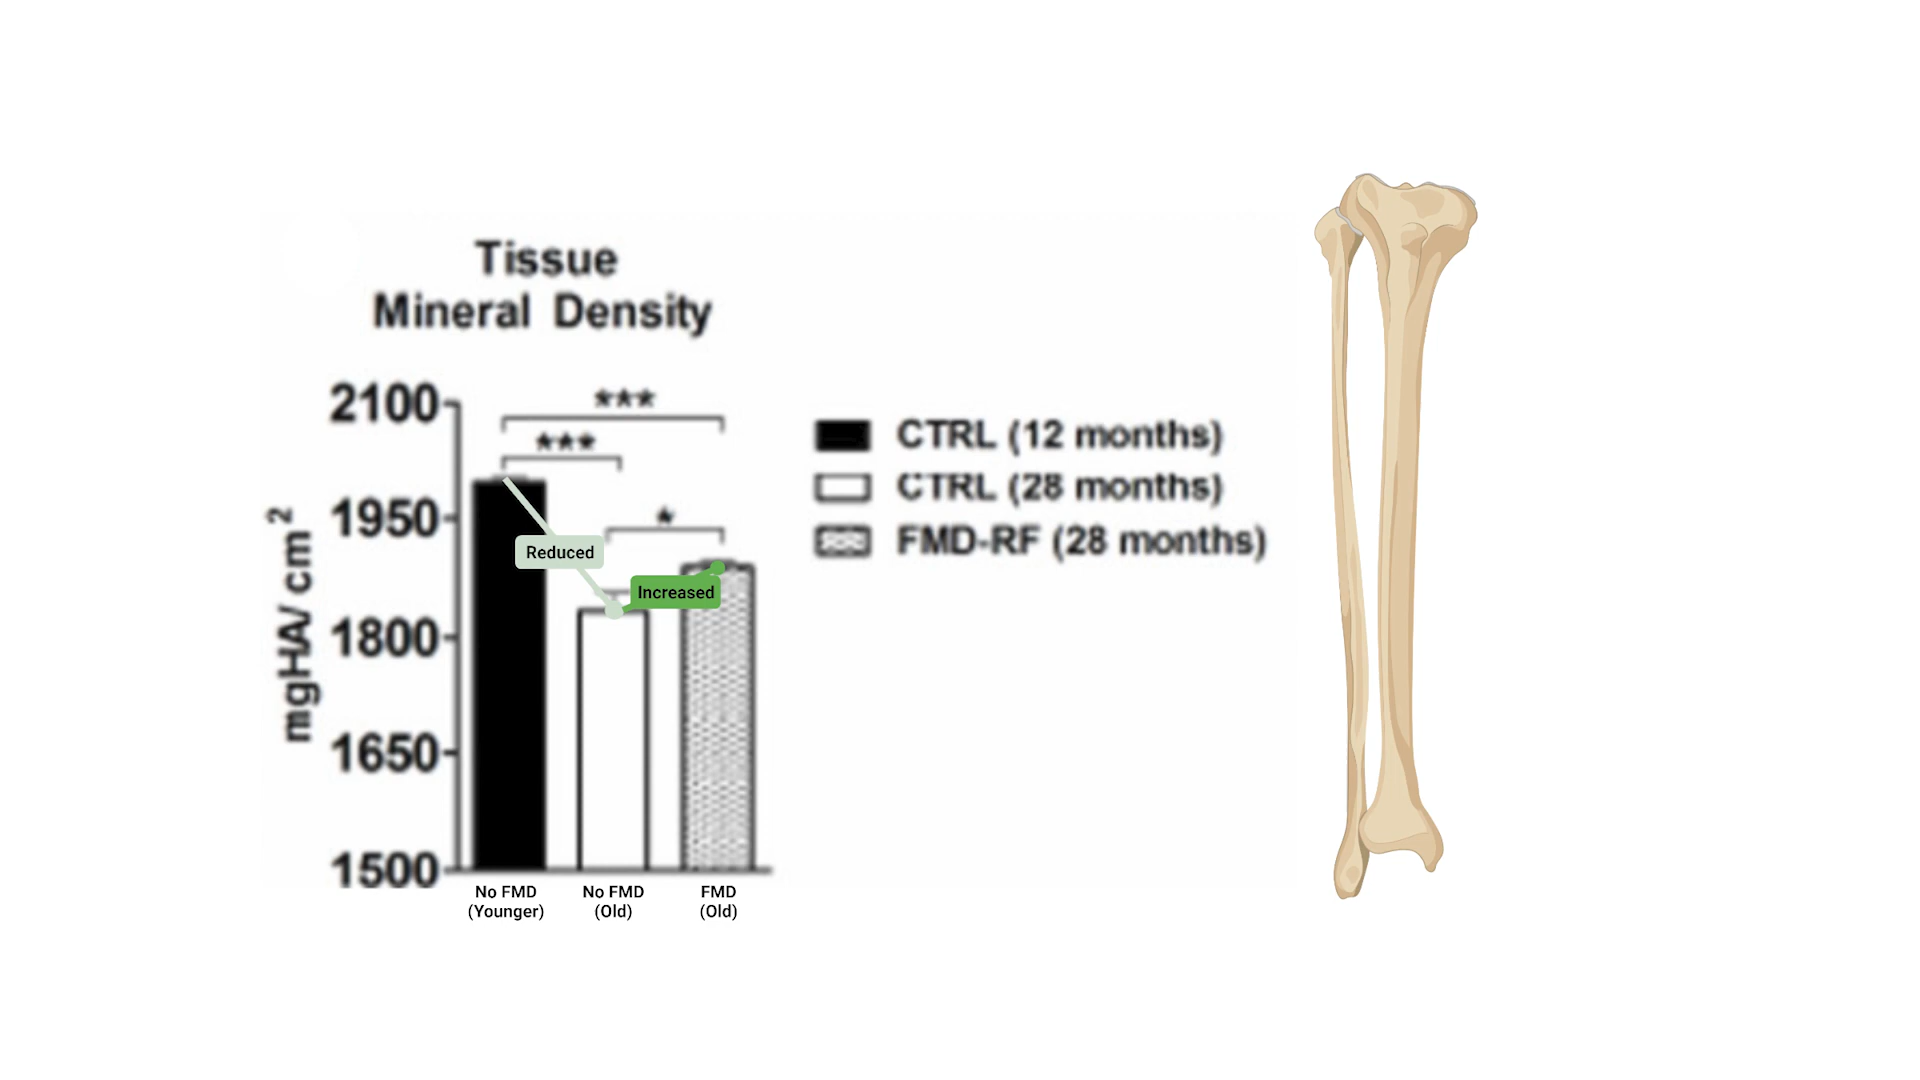 Tissue
Mineral Density
mgHA/cm²
2100
1950
1800
1650
1500
***
***
*
Reduced
Increased
No FMD
(Younger)
No FMD
(Old)
FMD
(Old)
CTRL (12 months)
CTRL (28 months)
FMD-RF (28 months)